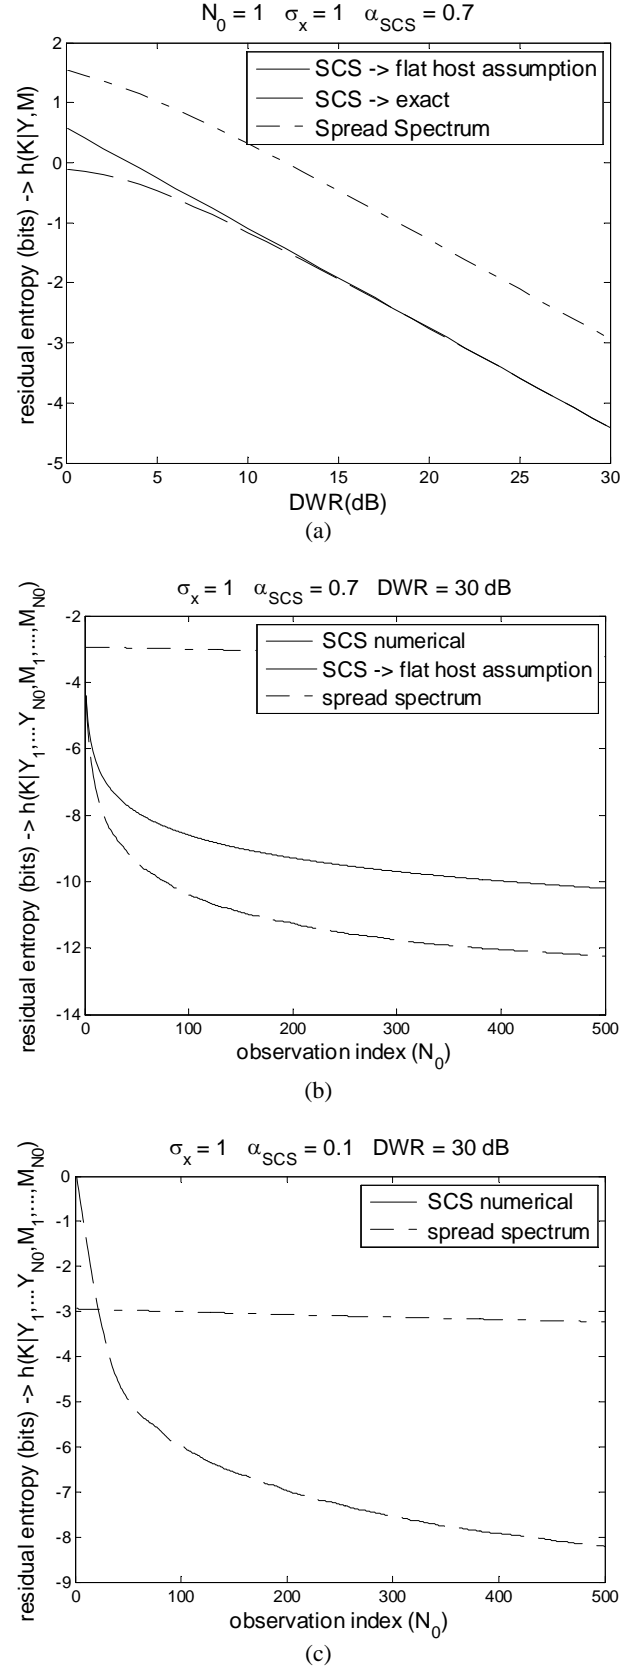 N0 = 1 σx = 1 αSCS = 0.7
2
1
0
-1
-2
-3
-4
-5
residual entropy (bits) -> h(K|Y,M)
SCS -> flat host assumption
SCS -> exact
Spread Spectrum
0 5 10 15 20 25 30
DWR(dB)
(a)
σx = 1 αSCS = 0.7 DWR = 30 dB
-2
-4
-6
-8
-10
-12
-14
residual entropy (bits) -> h(K|Y1,...YN0,M1,...,MN0)
SCS numerical
SCS -> flat host assumption
spread spectrum
0 100 200 300 400 500
observation index (N0)
(b)
σx = 1 αSCS = 0.1 DWR = 30 dB
0
-1
-2
-3
-4
-5
-6
-7
-8
-9
residual entropy (bits) -> h(K|Y1,...YN0,M1,...,MN0)
SCS numerical
spread spectrum
0 100 200 300 400 500
observation index (N0)
(c)